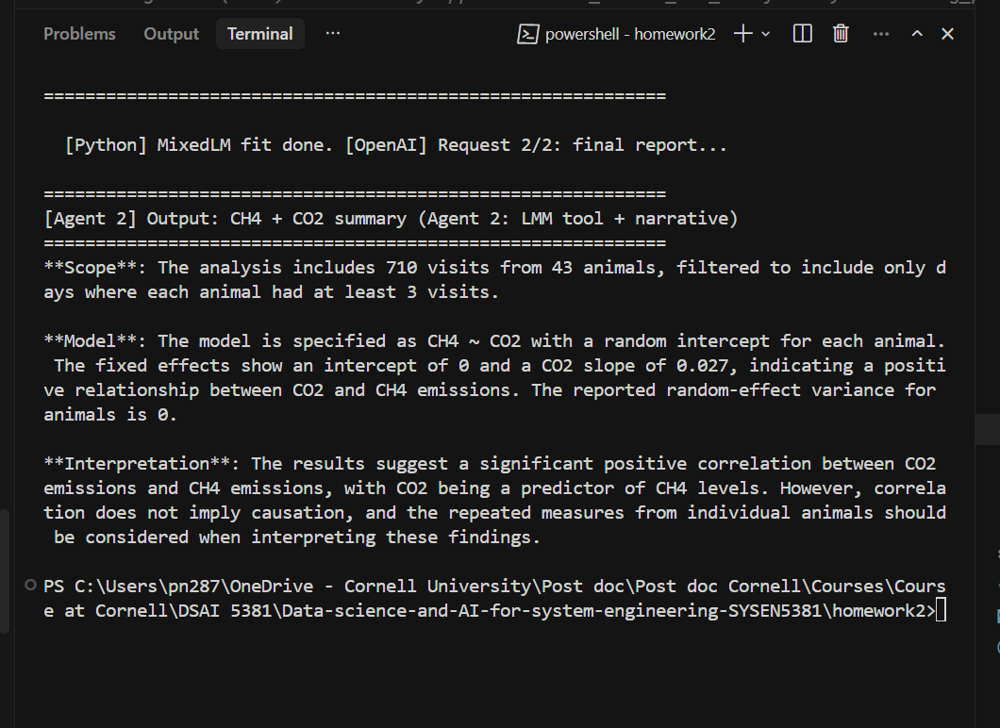 Problems Output Terminal ... powershell - homework2
============================================================
[Python] MixedLM fit done. [OpenAI] Request 2/2: final report...
============================================================
[Agent 2] Output: CH4 + CO2 summary (Agent 2: LMM tool + narrative)
============================================================
**Scope**: The analysis includes 710 visits from 43 animals, filtered to include only d
ays where each animal had at least 3 visits.
**Model**: The model is specified as CH4 ~ CO2 with a random intercept for each animal.
The fixed effects show an intercept of 0 and a CO2 slope of 0.027, indicating a positi
ve relationship between CO2 and CH4 emissions. The reported random-effect variance for
animals is 0.
**Interpretation**: The results suggest a significant positive correlation between CO2
emissions and CH4 emissions, with CO2 being a predictor of CH4 levels. However, correla
tion does not imply causation, and the repeated measures from individual animals should
be considered when interpreting these findings.
PS C:\Users\pn287\OneDrive - Cornell University\Post doc\Post doc Cornell\Courses\Cours
e at Cornell\DSAI 5381\Data-science-and-AI-for-system-engineering-SYSEN5381\homework2>